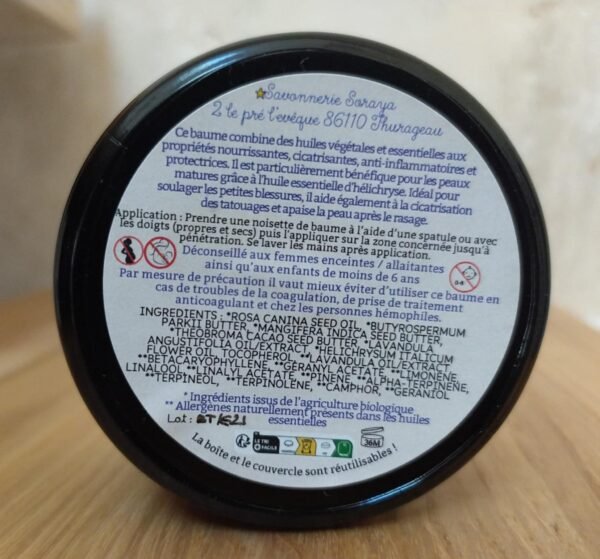 Savonnerie Soraya
2 le pré l'evêque 86110 Thurageau
Ce baume combine des huiles végétales et essentielles aux
propriétés nourrissantes, cicatrisantes, anti-inflammatoires et
protectrices. Il est particulièrement bénéfique pour les peaux
matures grâce à l'huile essentielle d'hélichryse. Idéal pour
soulager les petites blessures, il aide également à la cicatrisation
des tatouages et apaise la peau après le rasage.
Application : Prendre une noisette de baume à l'aide d'une spatule ou avec
les doigts (propres et secs) puis l'appliquer sur la zone concernée jusqu'à
pénétration. Se laver les mains après application.
Déconseillé aux femmes enceintes / allaitantes
ainsi qu'aux enfants de moins de 6 ans
Par mesure de précaution il vaut mieux éviter d'utiliser ce baume en
cas de troubles de la coagulation, de prise de traitement
anticoagulant et chez les personnes hémophiles.
INGREDIENTS : *ROSA CANINA SEED OIL, *BUTYROSPERMUM
PARKII BUTTER, *MANGIFERA INDICA SEED BUTTER,
*THEOBROMA CACAO SEED BUTTER, *LAVANDULA
ANGUSTIFOLIA OIL/EXTRACT, *HELICHRYSUM ITALICUM
FLOWER OIL, TOCOPHEROL, **LAVANDULA OIL/EXTRACT,
**BETACARYOPHYLLENE, **GERANYL ACETATE, **LIMONENE,
LINALOOL, **LINALYL ACETATE, **PINENE, **ALPHA-TERPINENE,
**TERPINEOL, **TERPINOLENE, **CAMPHOR, **GERANIOL
* Ingrédients issus de l'agriculture biologique
** Allergènes naturellement présents dans les huiles
essentielles
Lot :
LE TRI
+ FACILE
36M
La boîte et le couvercle sont réutilisables !